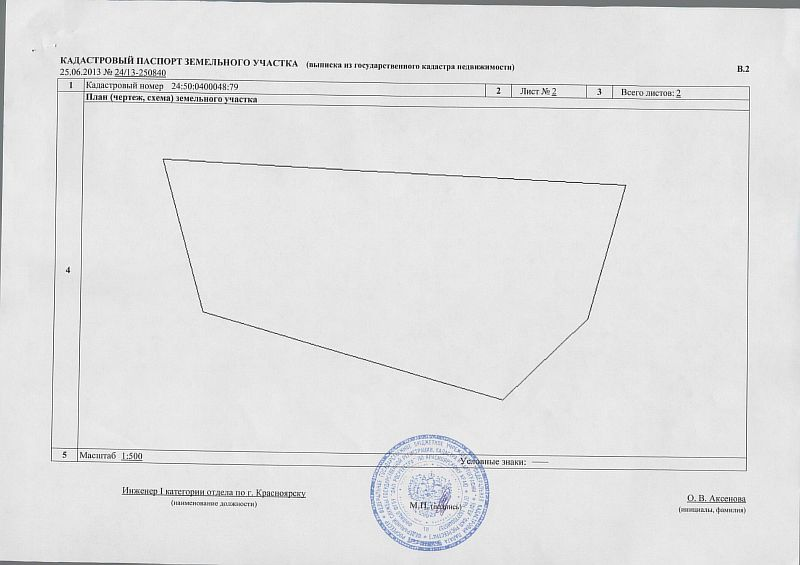 КАДАСТРОВЫЙ ПАСПОРТ ЗЕМЕЛЬНОГО УЧАСТКА (выписка из государственного кадастра недвижимости)
25.06.2013 № 24/13-250840
В.2
1 Кадастровый номер 24:50:0400048:79 2 Лист № 2 3 Всего листов: 2
План (чертеж, схема) земельного участка
4
5 Масштаб 1:500 Условные знаки:
Инженер I категории отдела по г. Красноярску
(наименование должности)
М.П. (подпись)
О. В. Аксенова
(инициалы, фамилия)